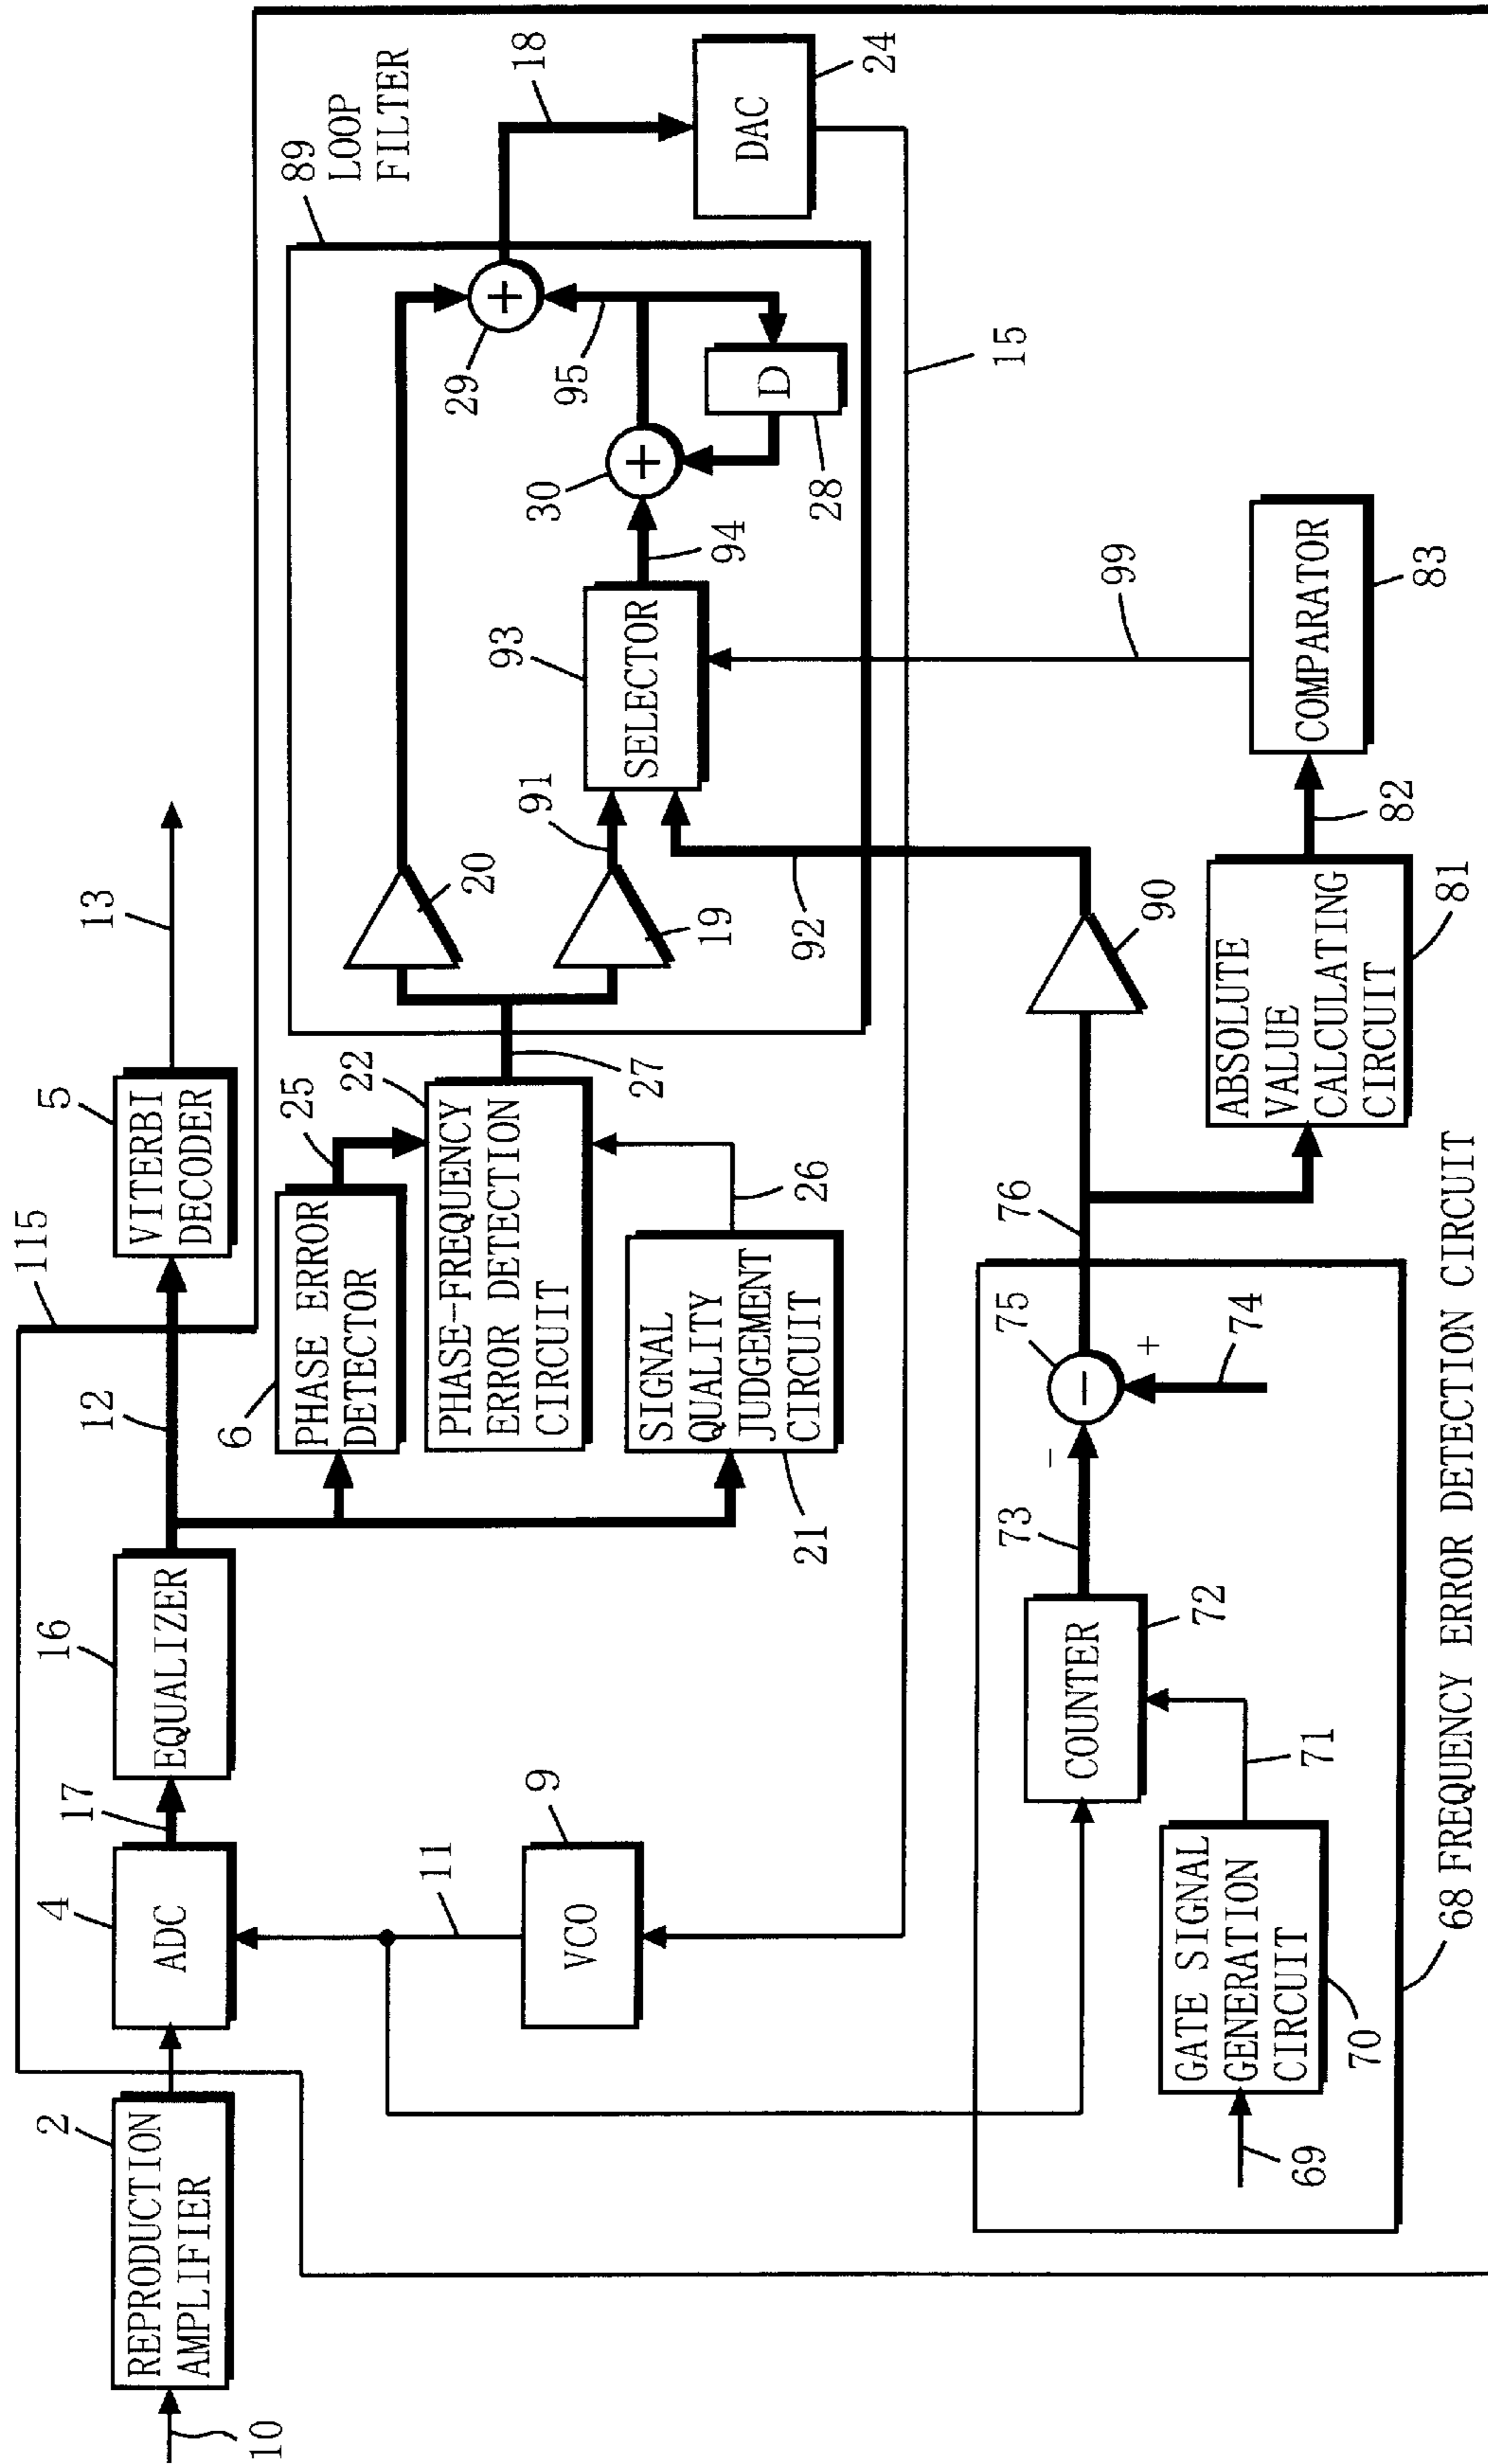 10
2
REPRODUCTION
AMPLIFIER
4
ADC
17
16
EQUALIZER
12
115
5
VITERBI
DECODER
13
6
PHASE ERROR
DETECTOR
25
22
PHASE-FREQUENCY
ERROR DETECTION
CIRCUIT
27
SIGNAL
QUALITY
JUDGEMENT
CIRCUIT
21
26
20
19
91
92
93
SELECTOR
94
30
+
95
29
+
D
28
89
LOOP
FILTER
18
DAC
24
15
11
VCO
9
69
GATE SIGNAL
GENERATION
CIRCUIT
70
71
COUNTER
72
73
-
75
-
+
74
76
68 FREQUENCY ERROR DETECTION CIRCUIT
90
ABSOLUTE
VALUE
CALCULATING
CIRCUIT
81
82
COMPARATOR
83
99